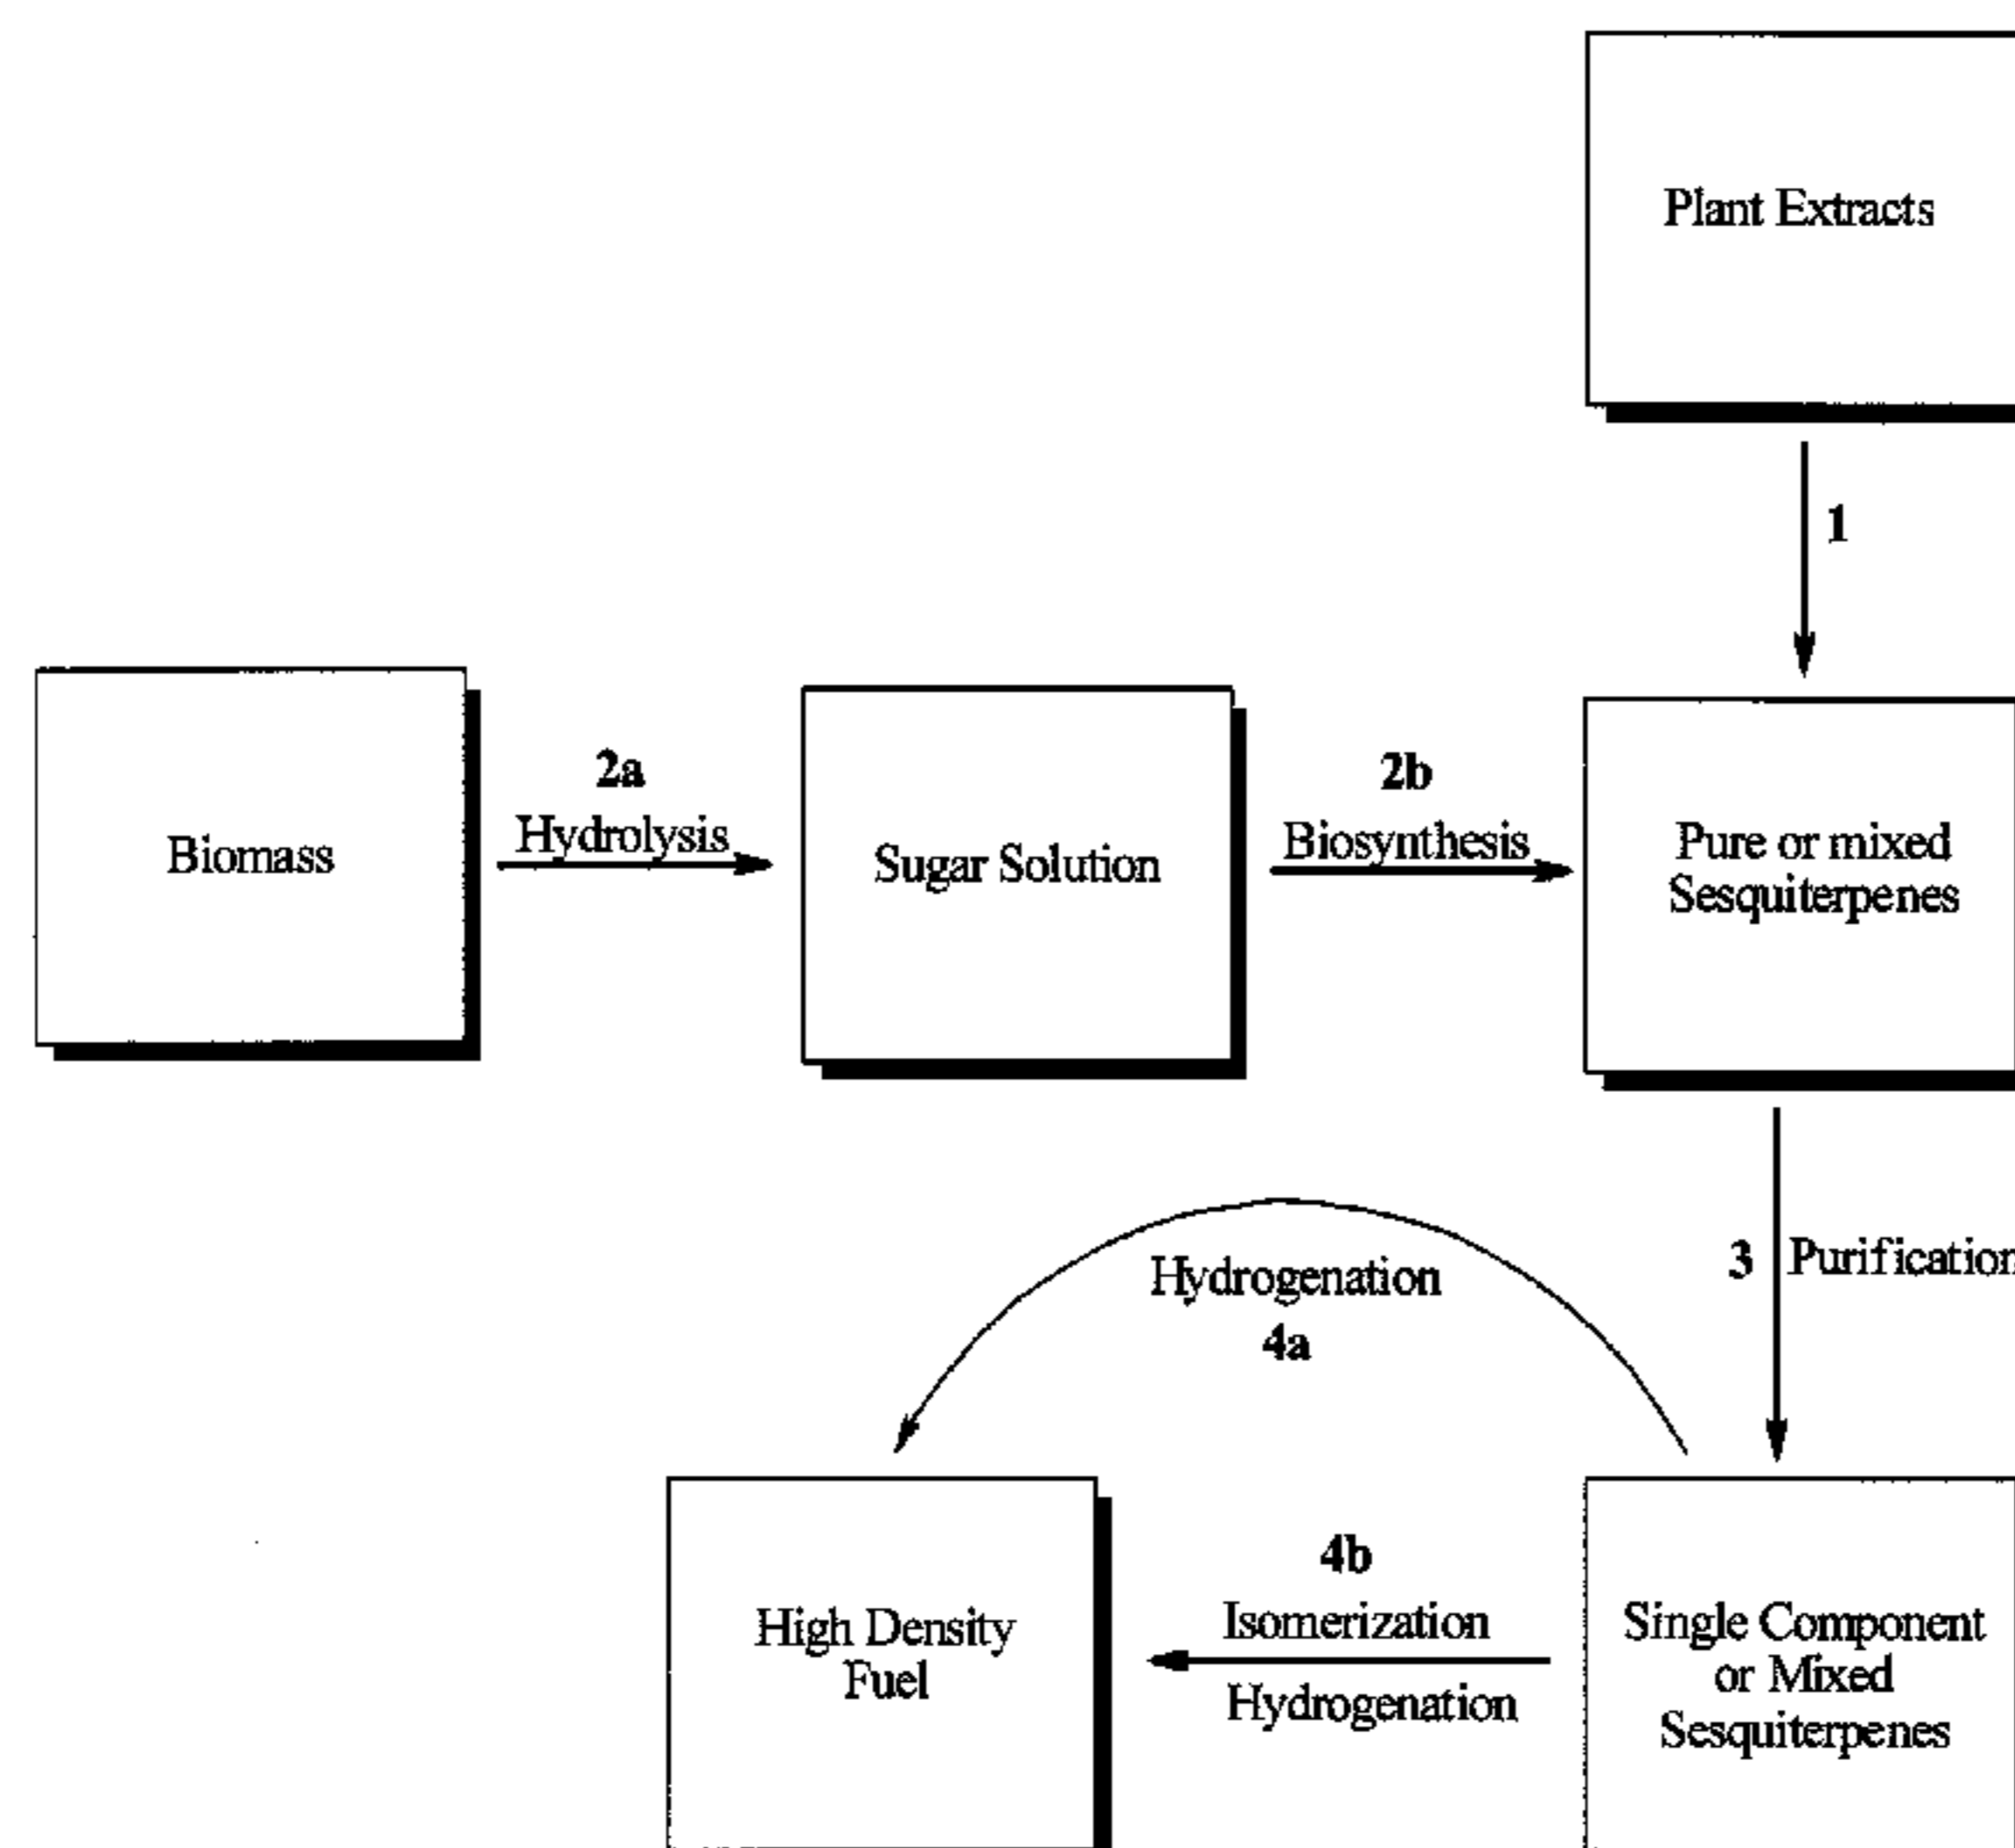 Plant Extracts
1
2a
Hydrolysis
2b
Biosynthesis
Biomass
Sugar Solution
Pure or mixed
Sesquiterpenes
3
Purification
Hydrogenation
4a
4b
Isomerization
Hydrogenation
High Density
Fuel
Single Component
or Mixed
Sesquiterpenes